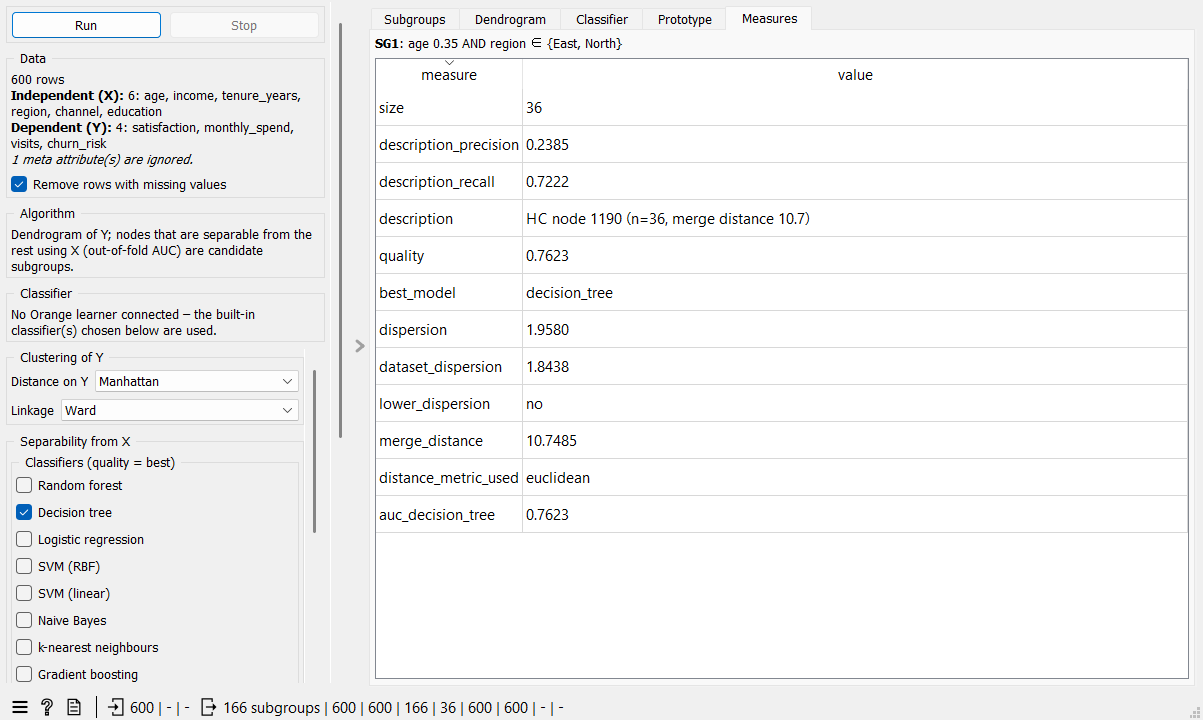 Run
Stop
Data
600 rows
Independent (X): 6: age, income, tenure_years,
region, channel, education
Dependent (Y): 4: satisfaction, monthly_spend,
visits, churn_risk
1 meta attribute(s) are ignored.
Remove rows with missing values
Algorithm
Dendrogram of Y; nodes that are separable from the
rest using X (out-of-fold AUC) are candidate
subgroups.
Classifier
No Orange learner connected – the built-in
classifier(s) chosen below are used.
Clustering of Y
Distance on Y Manhattan
Linkage Ward
Separability from X
Classifiers (quality = best)
Random forest
Decision tree
Logistic regression
SVM (RBF)
SVM (linear)
Naive Bayes
k-nearest neighbours
Gradient boosting
Subgroups Dendrogram Classifier Prototype Measures
SG1: age 0.35 AND region ∈ {East, North}
measure value
size 36
description_precision 0.2385
description_recall 0.7222
description HC node 1190 (n=36, merge distance 10.7)
quality 0.7623
best_model decision_tree
dispersion 1.9580
dataset_dispersion 1.8438
lower_dispersion no
merge_distance 10.7485
distance_metric_used euclidean
auc_decision_tree 0.7623
600 | - | - 166 subgroups | 600 | 600 | 166 | 36 | 600 | 600 | - | -